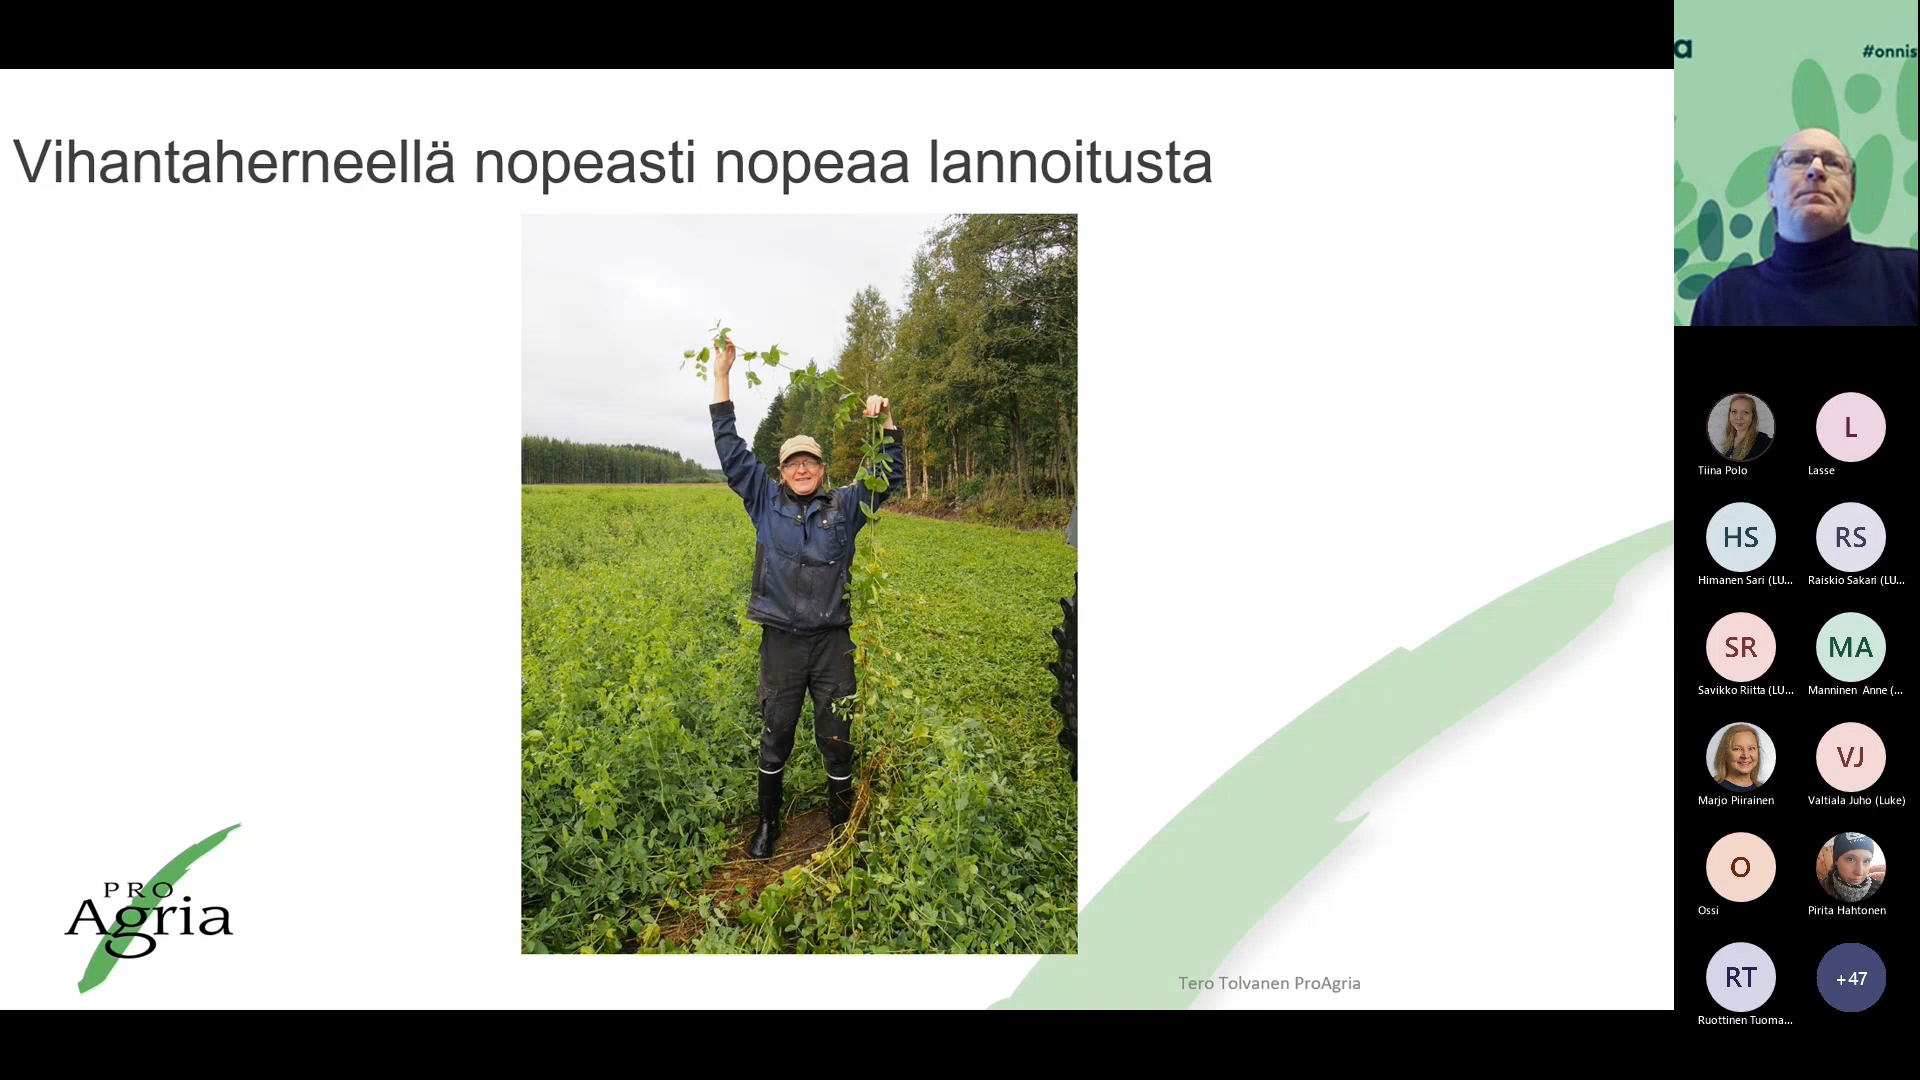 Vihantaherneellä nopeasti nopeaa lannoitusta
PRO
Agria
Tero Tolvanen ProAgria
a
#onnis
Tiina Polo
L
Lasse
HS
Himanen Sari (LU...
RS
Raiskio Sakari (LU...
SR
Savikko Riitta (LU...
MA
Manninen Anne (...
Marjo Piirainen
VJ
Valtiala Juho (Luke)
O
Ossi
Pirita Hahtonen
RT
Ruottinen Tuoma...
+47